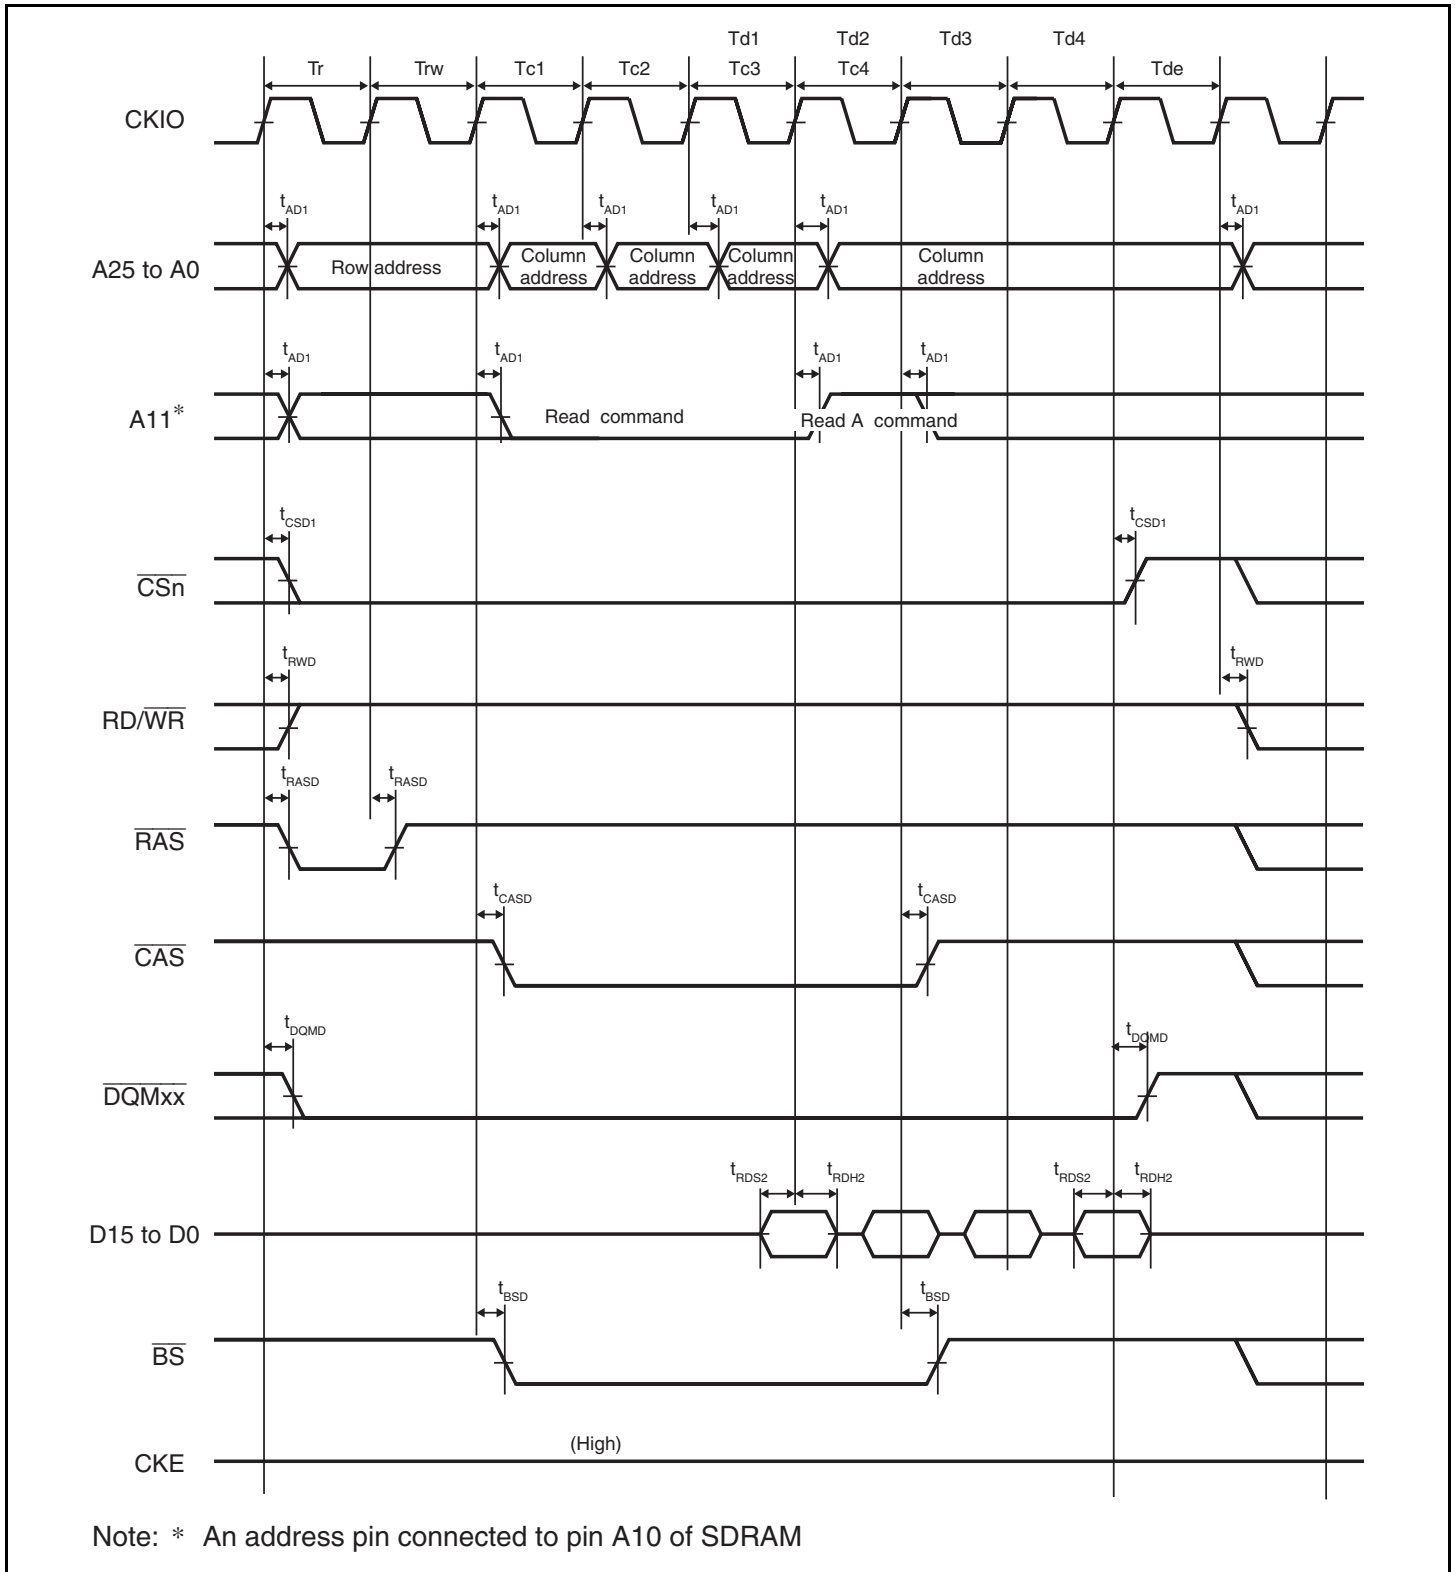 Td1 Td2 Td3 Td4
Tr Trw Tc1 Tc2 Tc3 Tc4 Tde
CKIO
tAD1 tAD1 tAD1 tAD1 tAD1 tAD1
A25 to A0
Row address
Column address
Column address
Column address
Column address
tAD1 tAD1 tAD1 tAD1
A11*
Read command
Read A command
tCSD1 tCSD1
CSn
tRWD tRWD
RD/WR
tRASD tRASD
RAS
tCASD tCASD
CAS
tDQMD tDQMD
DQMxx
tRDS2 tRDH2 tRDS2 tRDH2
D15 to D0
tBSD tBSD
BS
(High)
CKE
Note: * An address pin connected to pin A10 of SDRAM